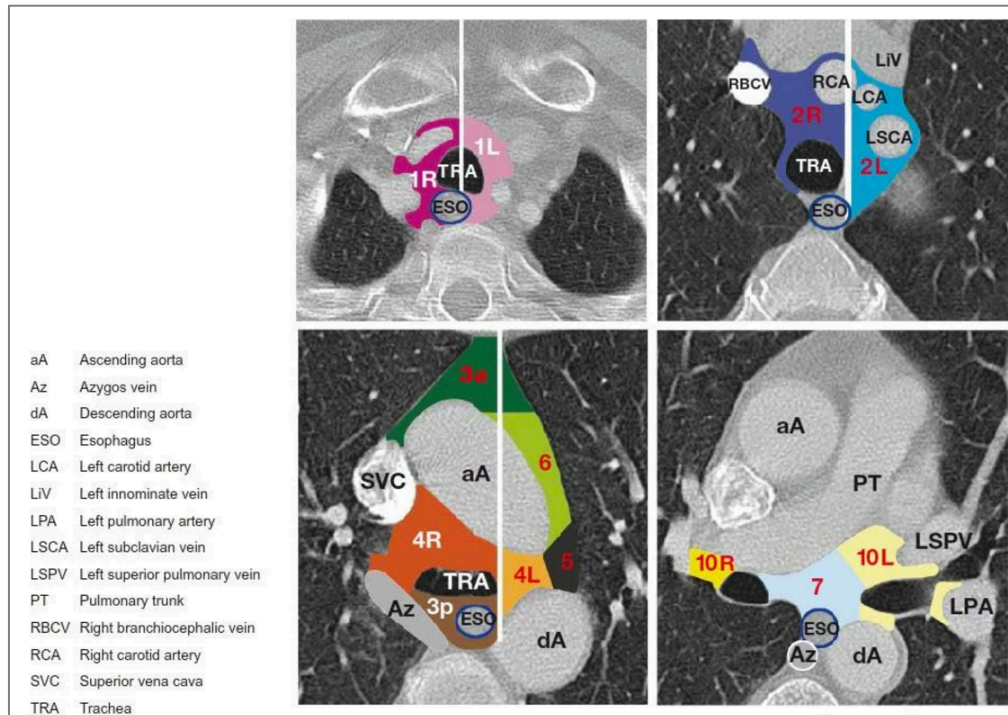 1L
1R
TRA
ESO
LiV
RBCV
RCA
LCA
2R
LSCA
TRA
2L
ESO
aA Ascending aorta
Az Azygos vein
dA Descending aorta
ESO Esophagus
LCA Left carotid artery
LiV Left innominate vein
LPA Left pulmonary artery
LSCA Left subclavian vein
LSPV Left superior pulmonary vein
PT Pulmonary trunk
RBCV Right branchiocephalic vein
RCA Right carotid artery
SVC Superior vena cava
TRA Trachea
3a
6
SVC
aA
4R
5
TRA
4L
3p
Az
ESO
dA
aA
PT
LSPV
10R
10L
7
LPA
ESO
Az
dA